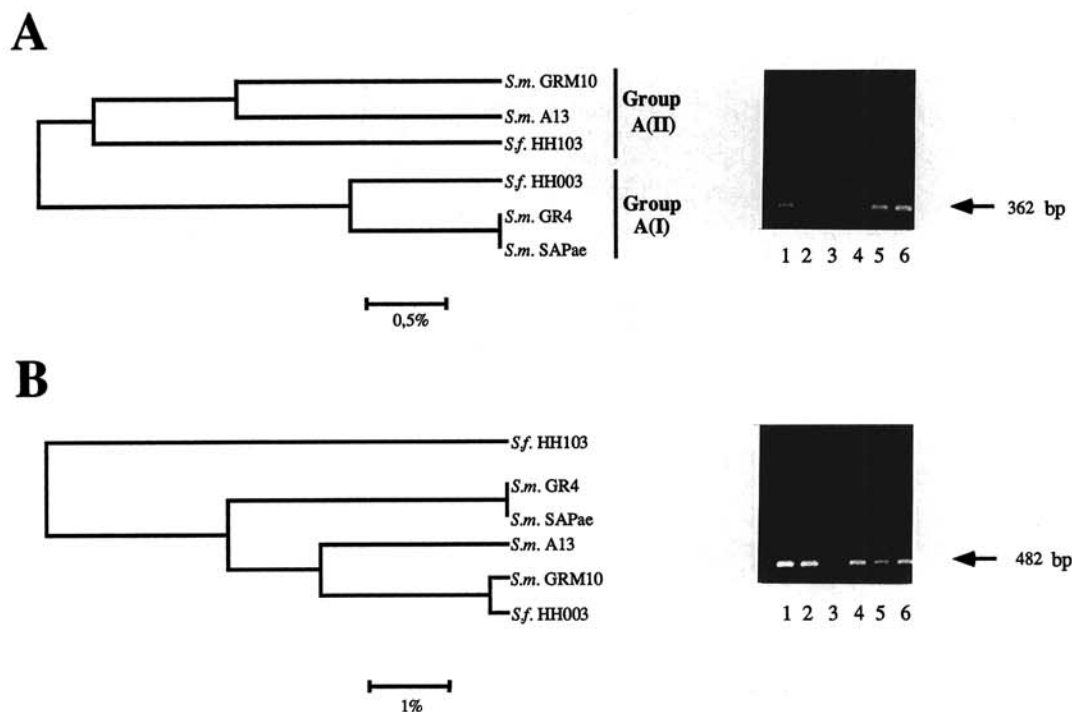 A
S.m. GRM10
S.m. A13
S.f. HH103
Group
A(II)
S.f. HH003
S.m. GR4
S.m. SAPae
Group
A(I)
0,5%
362 bp
1 2 3 4 5 6
B
S.f. HH103
S.m. GR4
S.m. SAPae
S.m. A13
S.m. GRM10
S.f. HH003
1%
482 bp
1 2 3 4 5 6